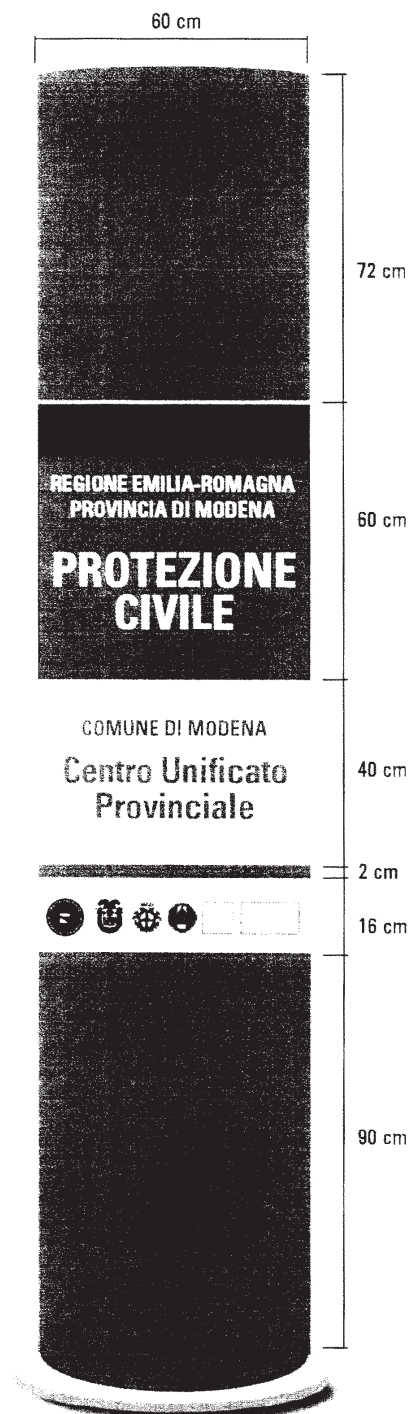 60 cm
72 cm
REGIONE EMILIA-ROMAGNA
PROVINCIA DI MODENA
60 cm
PROTEZIONE
CIVILE
COMUNE DI MODENA
Centro Unificato
Provinciale
40 cm
2 cm
16 cm
90 cm